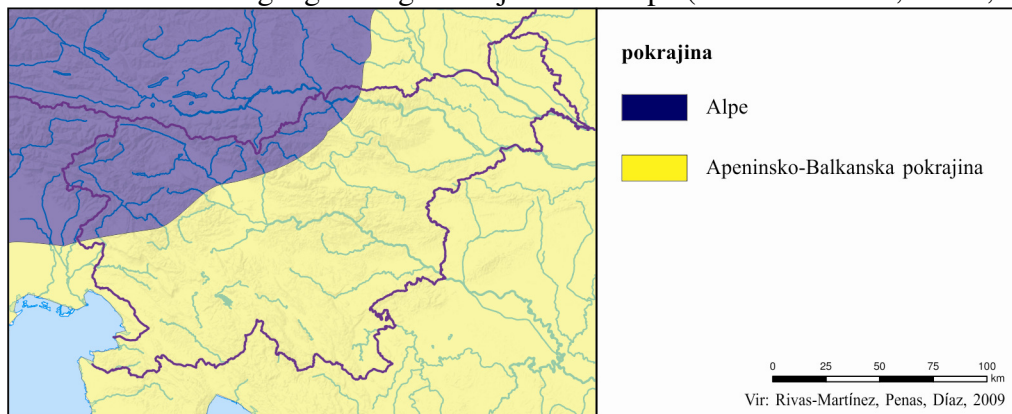 pokrajina
Alpe
Apeninsko-Balkanska pokrajina
0 25 50 75 100
km
Vir: Rivas-Martínez, Penas, Díaz, 2009